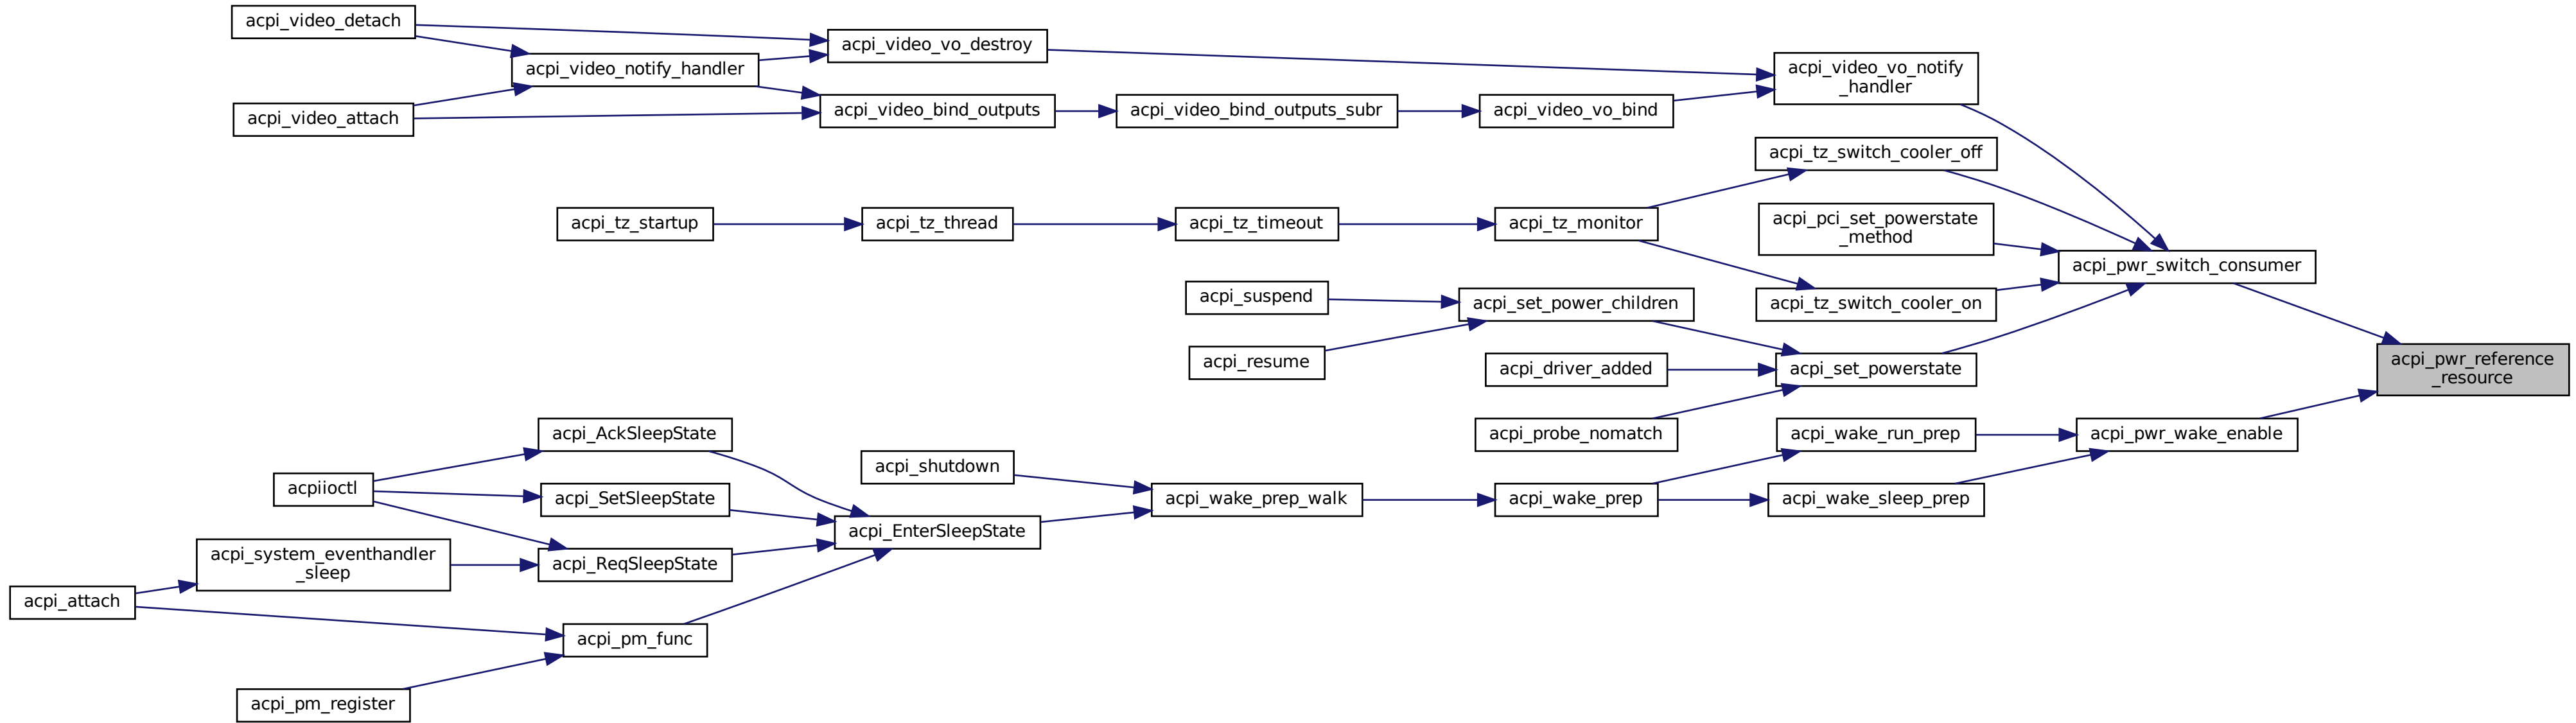 acpi_video_detach
acpi_video_vo_destroy
acpi_video_notify_handler
acpi_video_vo_notify
_handler
acpi_video_attach
acpi_video_bind_outputs
acpi_video_bind_outputs_subr
acpi_video_vo_bind
acpi_tz_switch_cooler_off
acpi_tz_startup
acpi_tz_thread
acpi_tz_timeout
acpi_tz_monitor
acpi_pci_set_powerstate
_method
acpi_pwr_switch_consumer
acpi_suspend
acpi_set_power_children
acpi_tz_switch_cooler_on
acpi_resume
acpi_driver_added
acpi_set_powerstate
acpi_pwr_reference
_resource
acpi_AckSleepState
acpi_probe_nomatch
acpi_wake_run_prep
acpi_pwr_wake_enable
acpi_shutdown
acpiioctl
acpi_SetSleepState
acpi_wake_prep_walk
acpi_wake_prep
acpi_wake_sleep_prep
acpi_EnterSleepState
acpi_system_eventhandler
_sleep
acpi_ReqSleepState
acpi_attach
acpi_pm_func
acpi_pm_register